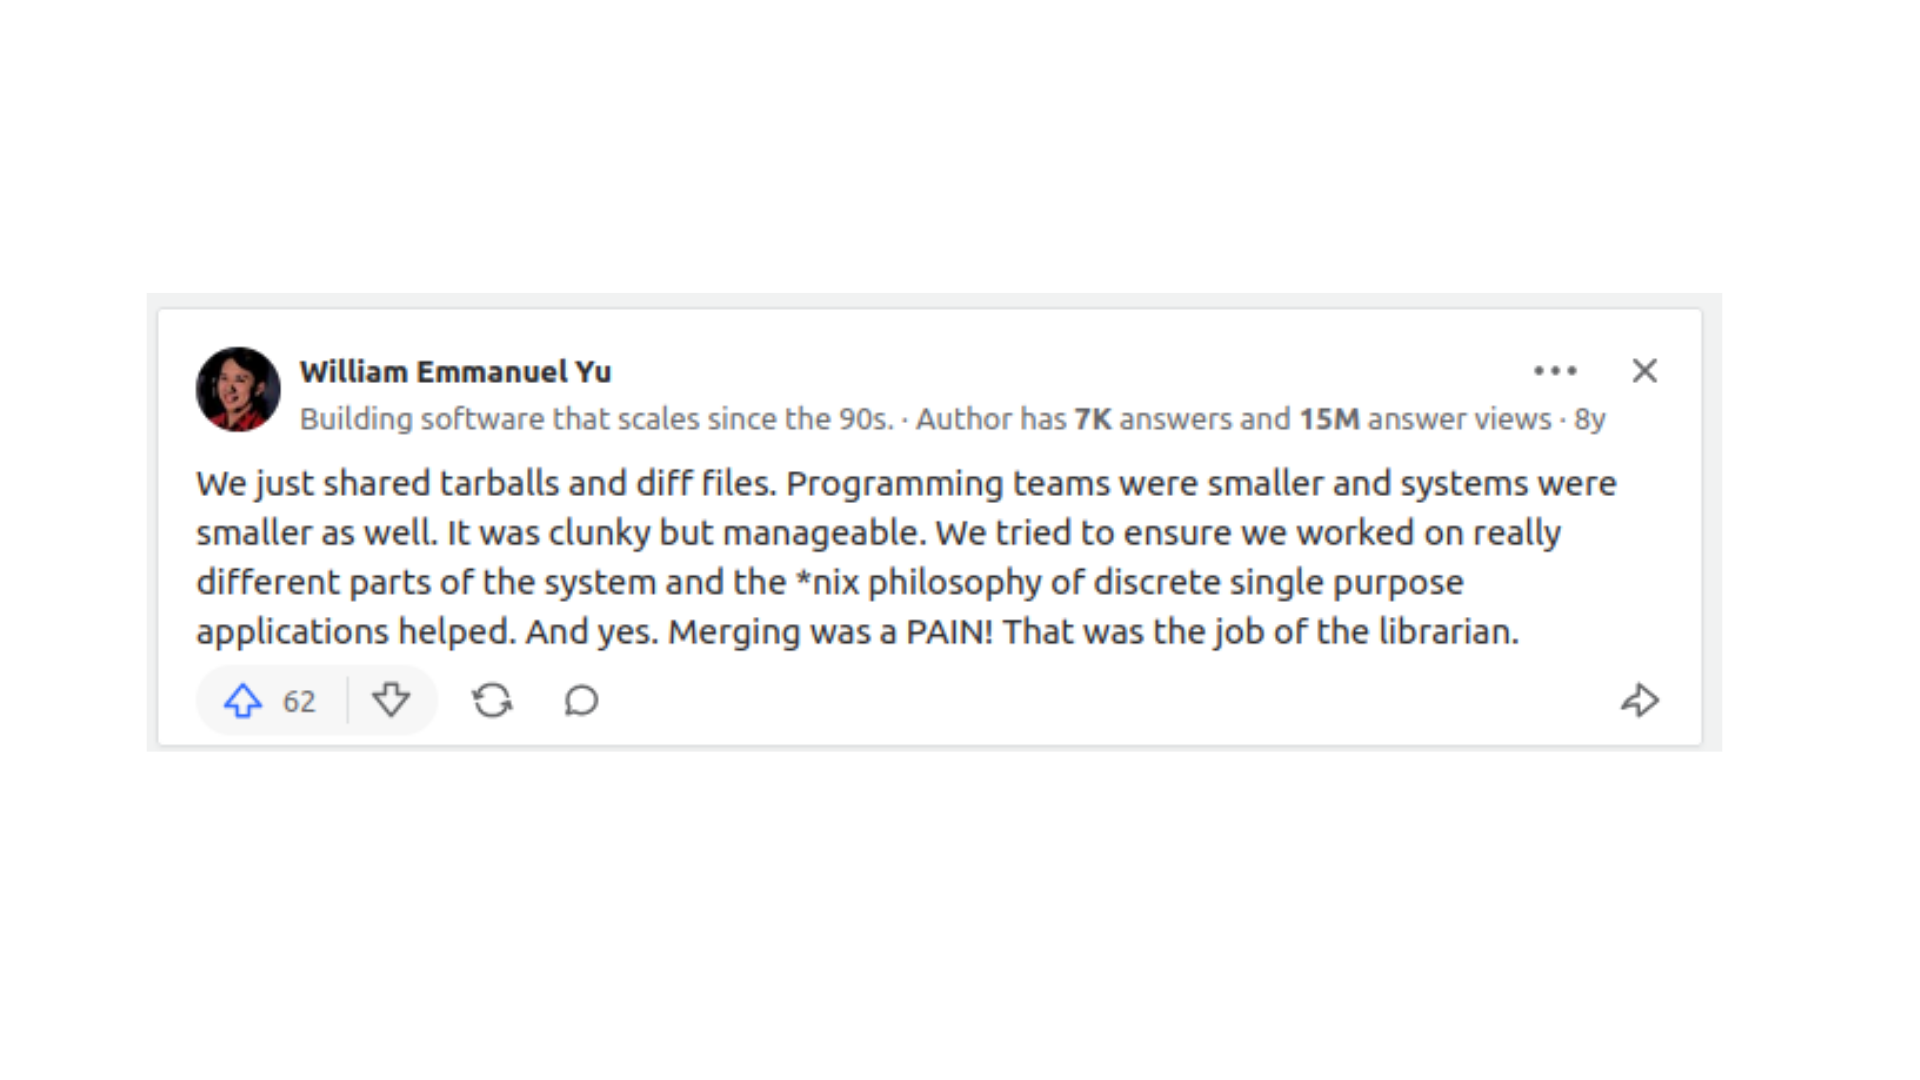 William Emmanuel Yu
Building software that scales since the 90s. · Author has 7K answers and 15M answer views · 8y
We just shared tarballs and diff files. Programming teams were smaller and systems were
smaller as well. It was clunky but manageable. We tried to ensure we worked on really
different parts of the system and the *nix philosophy of discrete single purpose
applications helped. And yes. Merging was a PAIN! That was the job of the librarian.
62